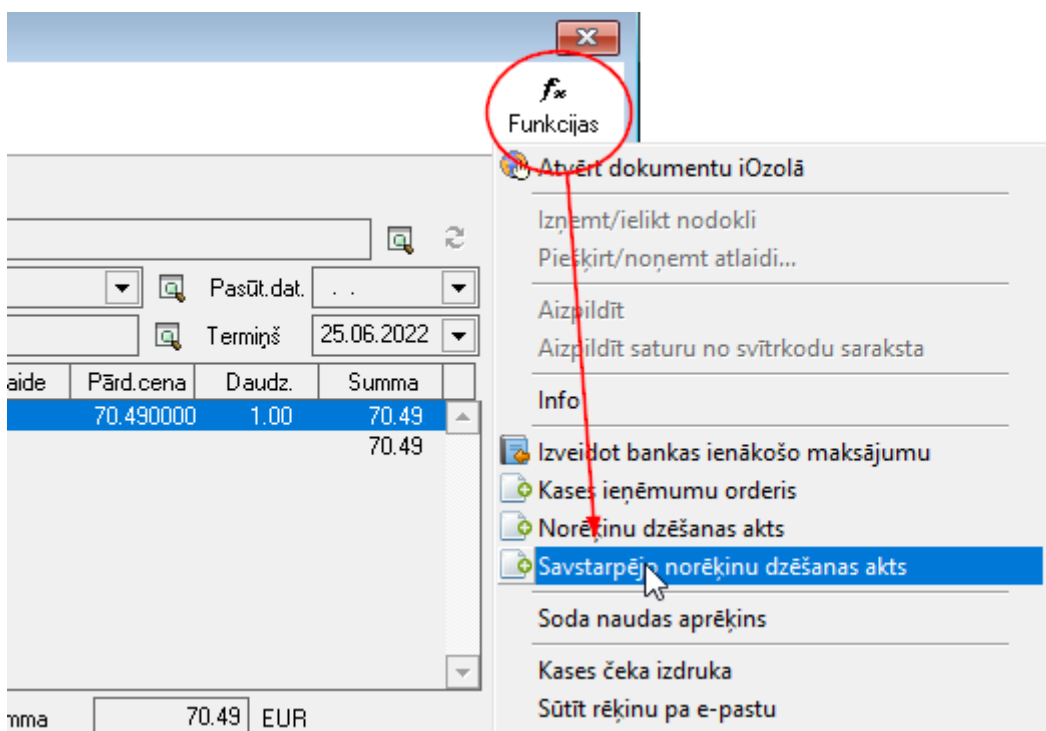 fx
Funkcijas
Atvērt dokumentu iOzolā
Izņemt/ielikt nodokli
Piešķirt/noņemt atlaidi...
Pasūt.dat. . .
Aizpildīt
Termiņš 25.06.2022
Aizpildīt saturu no svītrkodu saraksta
aide Pārd.cena Daudz. Summa
Info
70.490000 1.00 70.49
70.49
Izveidot bankas ienākošo maksājumu
Kases ieņēmumu orderis
Norēķinu dzēšanas akts
Savstarpējo norēķinu dzēšanas akts
Soda naudas aprēķins
Kases čeka izdruka
Sūtīt rēķinu pa e-pastu
mma 70.49 EUR